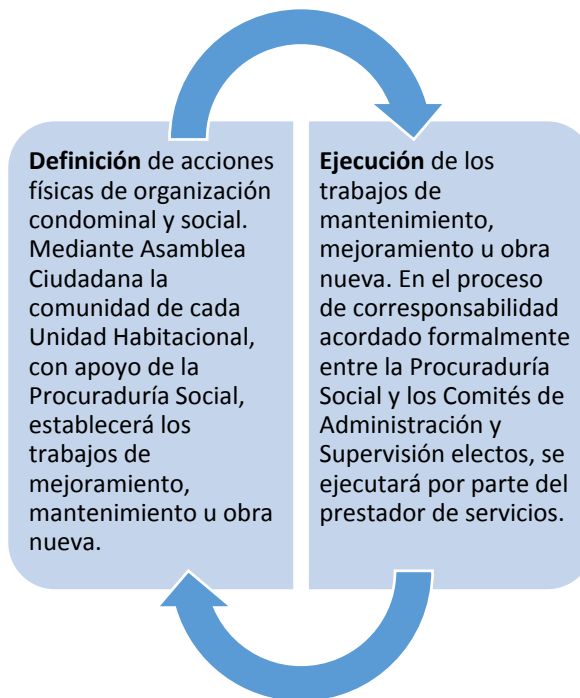 Definición de acciones
físicas de organización
condominal y social.
Mediante Asamblea
Ciudadana la
comunidad de cada
Unidad Habitacional,
con apoyo de la
Procuraduría Social,
establecerá los
trabajos de
mejoramiento,
mantenimiento u obra
nueva.
Ejecución de los
trabajos de
mantenimiento,
mejoramiento u obra
nueva. En el proceso
de corresponsabilidad
acordado formalmente
entre la Procuraduría
Social y los Comités de
Administración y
Supervisión electos, se
ejecutará por parte del
prestador de servicios.